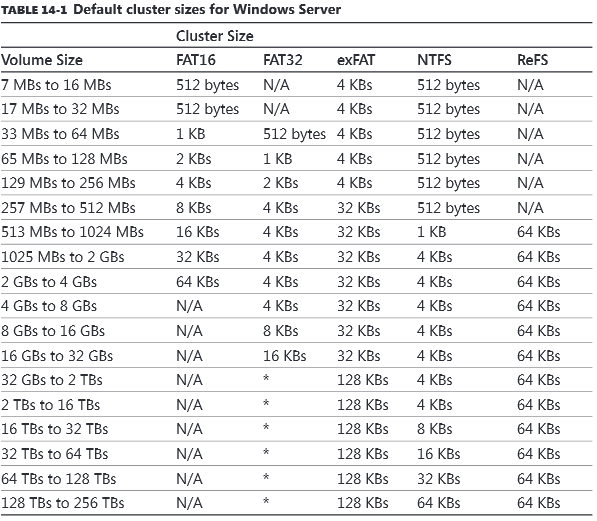 TABLE 14-1 Default cluster sizes for Windows Server
Cluster Size
Volume Size FAT16 FAT32 exFAT NTFS ReFS
7 MBs to 16 MBs 512 bytes N/A 4 KBs 512 bytes N/A
17 MBs to 32 MBs 512 bytes N/A 4 KBs 512 bytes N/A
33 MBs to 64 MBs 1 KB 512 bytes 4 KBs 512 bytes N/A
65 MBs to 128 MBs 2 KBs 1 KB 4 KBs 512 bytes N/A
129 MBs to 256 MBs 4 KBs 2 KBs 4 KBs 512 bytes N/A
257 MBs to 512 MBs 8 KBs 4 KBs 32 KBs 512 bytes N/A
513 MBs to 1024 MBs 16 KBs 4 KBs 32 KBs 1 KB 64 KBs
1025 MBs to 2 GBs 32 KBs 4 KBs 32 KBs 4 KBs 64 KBs
2 GBs to 4 GBs 64 KBs 4 KBs 32 KBs 4 KBs 64 KBs
4 GBs to 8 GBs N/A 4 KBs 32 KBs 4 KBs 64 KBs
8 GBs to 16 GBs N/A 8 KBs 32 KBs 4 KBs 64 KBs
16 GBs to 32 GBs N/A 16 KBs 32 KBs 4 KBs 64 KBs
32 GBs to 2 TBs N/A * 128 KBs 4 KBs 64 KBs
2 TBs to 16 TBs N/A * 128 KBs 4 KBs 64 KBs
16 TBs to 32 TBs N/A * 128 KBs 8 KBs 64 KBs
32 TBs to 64 TBs N/A * 128 KBs 16 KBs 64 KBs
64 TBs to 128 TBs N/A * 128 KBs 32 KBs 64 KBs
128 TBs to 256 TBs N/A * 128 KBs 64 KBs 64 KBs